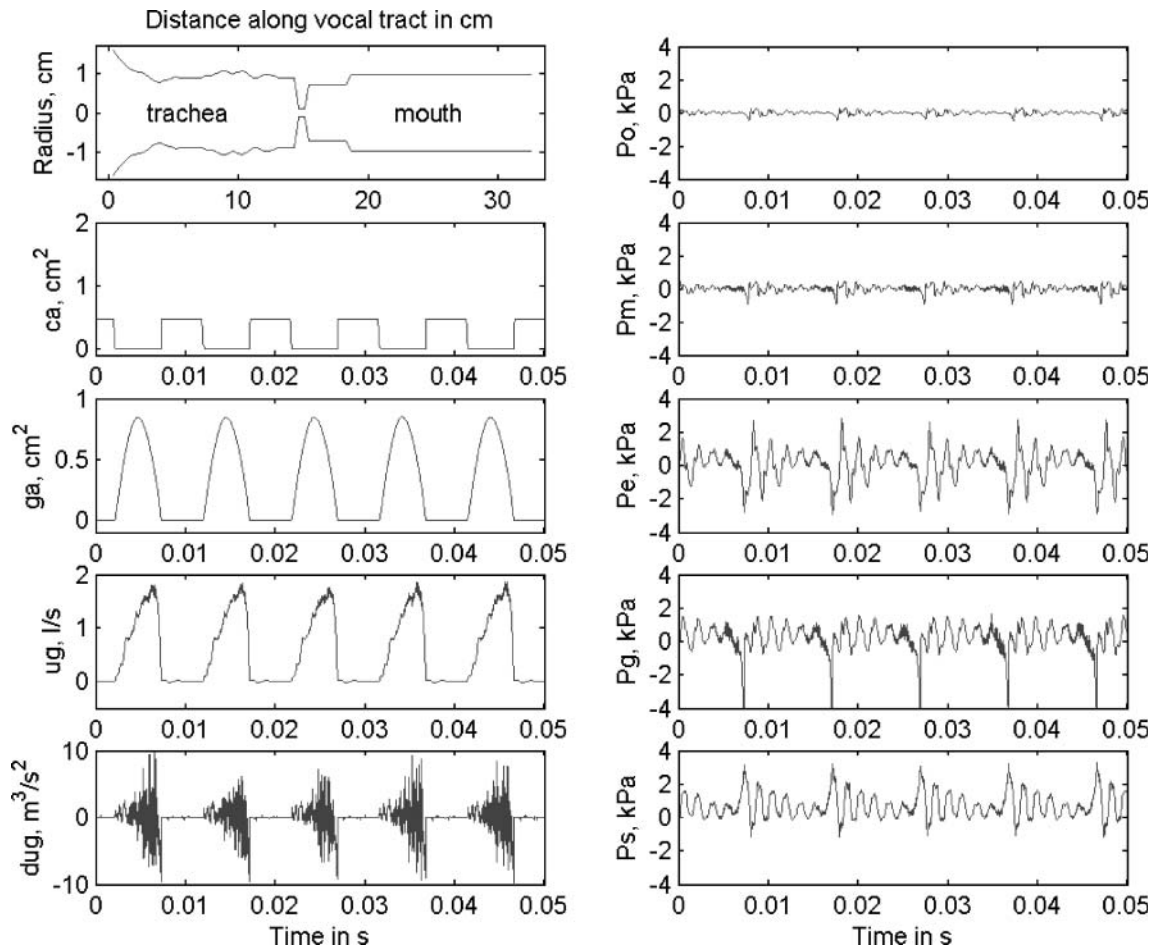 Distance along vocal tract in cm
Radius, cm
1
0
-1
trachea
mouth
0 10 20 30
ca, cm²
2
1
0
0 0.01 0.02 0.03 0.04 0.05
ga, cm²
1
0.5
0
0 0.01 0.02 0.03 0.04 0.05
ug, l/s
2
1
0
0 0.01 0.02 0.03 0.04 0.05
dug, m³/s²
10
0
-10
0 0.01 0.02 0.03 0.04 0.05
Time in s
Po, kPa
4
2
0
-2
-4
0 0.01 0.02 0.03 0.04 0.05
Pm, kPa
4
2
0
-2
-4
0 0.01 0.02 0.03 0.04 0.05
Pe, kPa
4
2
0
-2
-4
0 0.01 0.02 0.03 0.04 0.05
Pg, kPa
4
2
0
-2
-4
0 0.01 0.02 0.03 0.04 0.05
Ps, kPa
4
2
0
-2
-4
0 0.01 0.02 0.03 0.04 0.05
Time in s